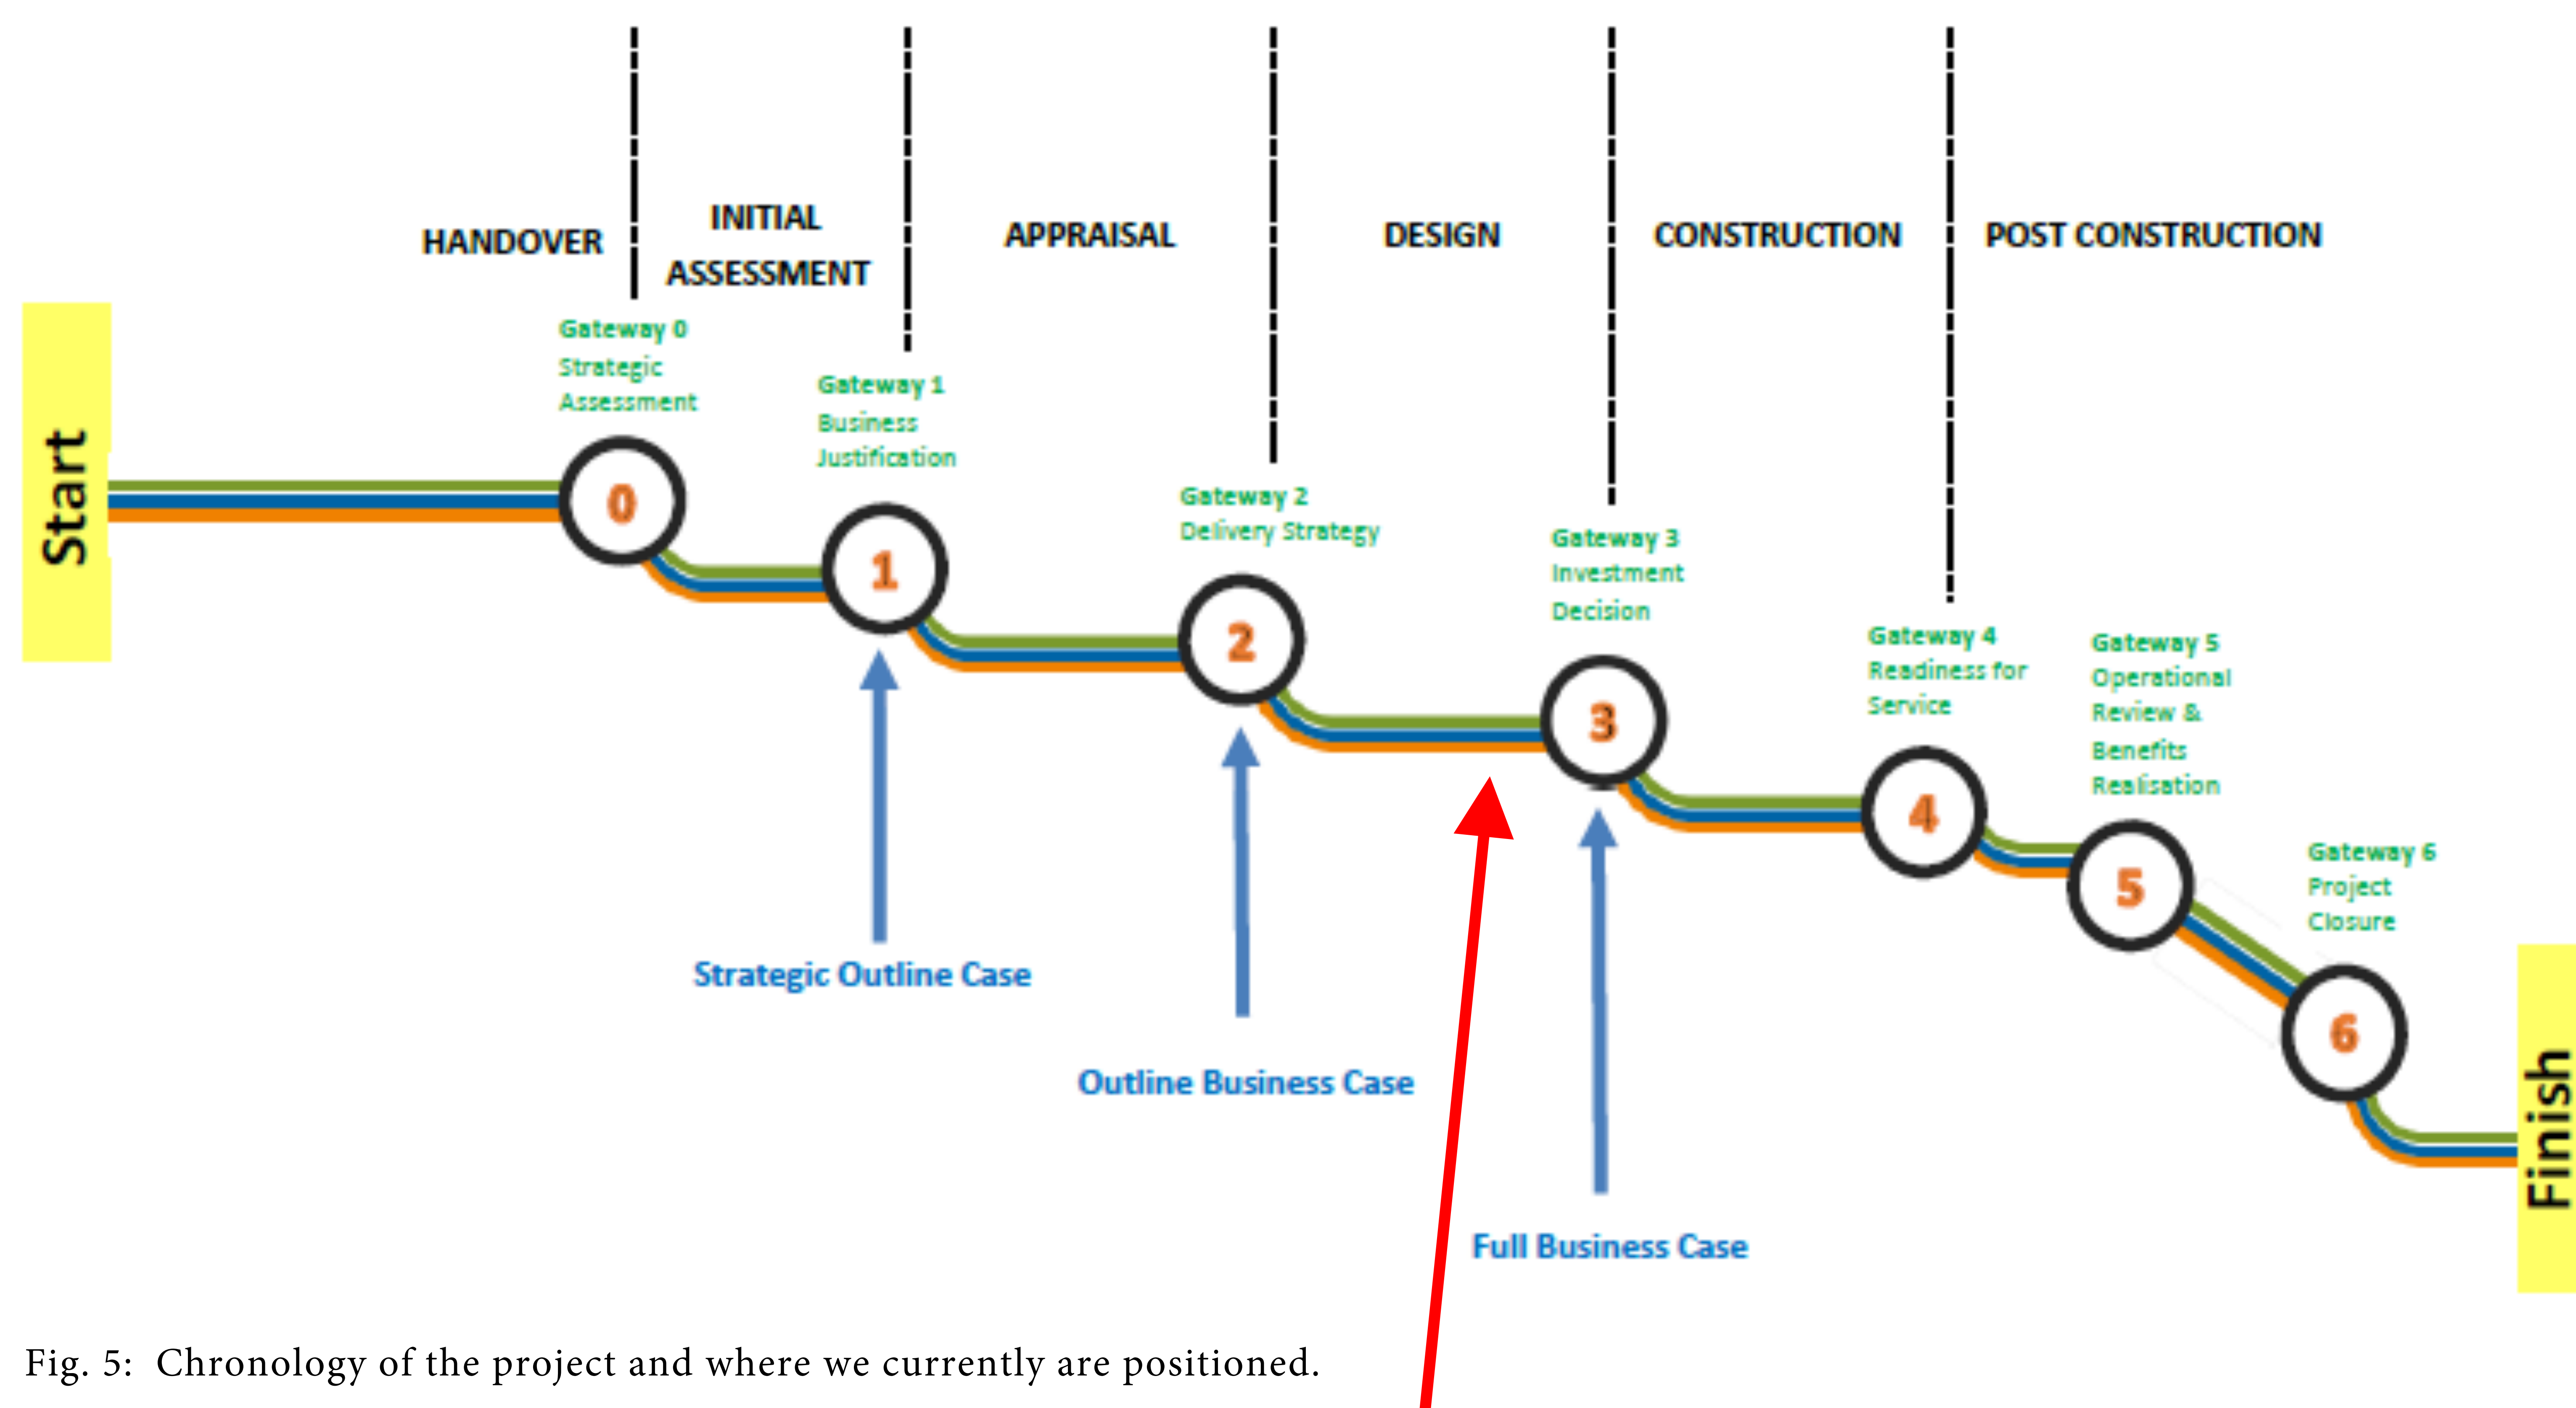 HANDOVER
INITIAL
ASSESSMENT
APPRAISAL
DESIGN
CONSTRUCTION
POST CONSTRUCTION
Start
Gateway 0
Strategic
Assessment
Gateway 1
Business
Justification
Gateway 2
Delivery Strategy
Gateway 3
Investment
Decision
Gateway 4
Readiness for
Service
Gateway 5
Operational
Review &
Benefits
Realisation
Gateway 6
Project
Closure
0
1
2
3
4
5
6
Strategic Outline Case
Outline Business Case
Full Business Case
Finish
Fig. 5: Chronology of the project and where we currently are positioned.